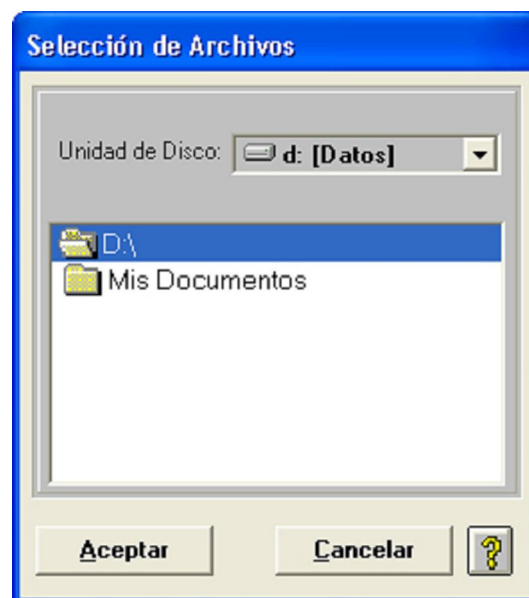 Selección de Archivos
Unidad de Disco: d: [Datos]
D:\
Mis Documentos
Aceptar Cancelar ?